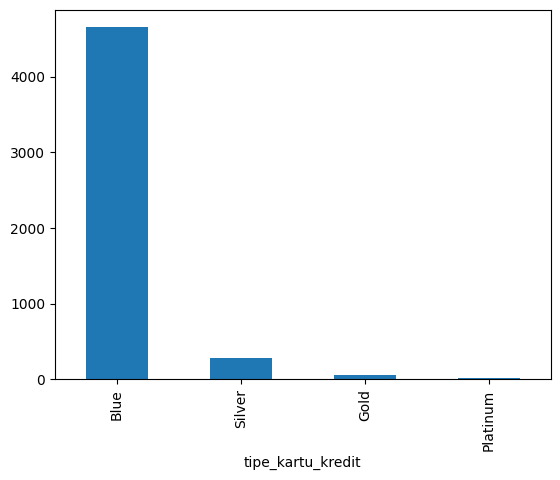 4000
3000
2000
1000
0
Blue
Silver
Gold
Platinum
tipe_kartu_kredit